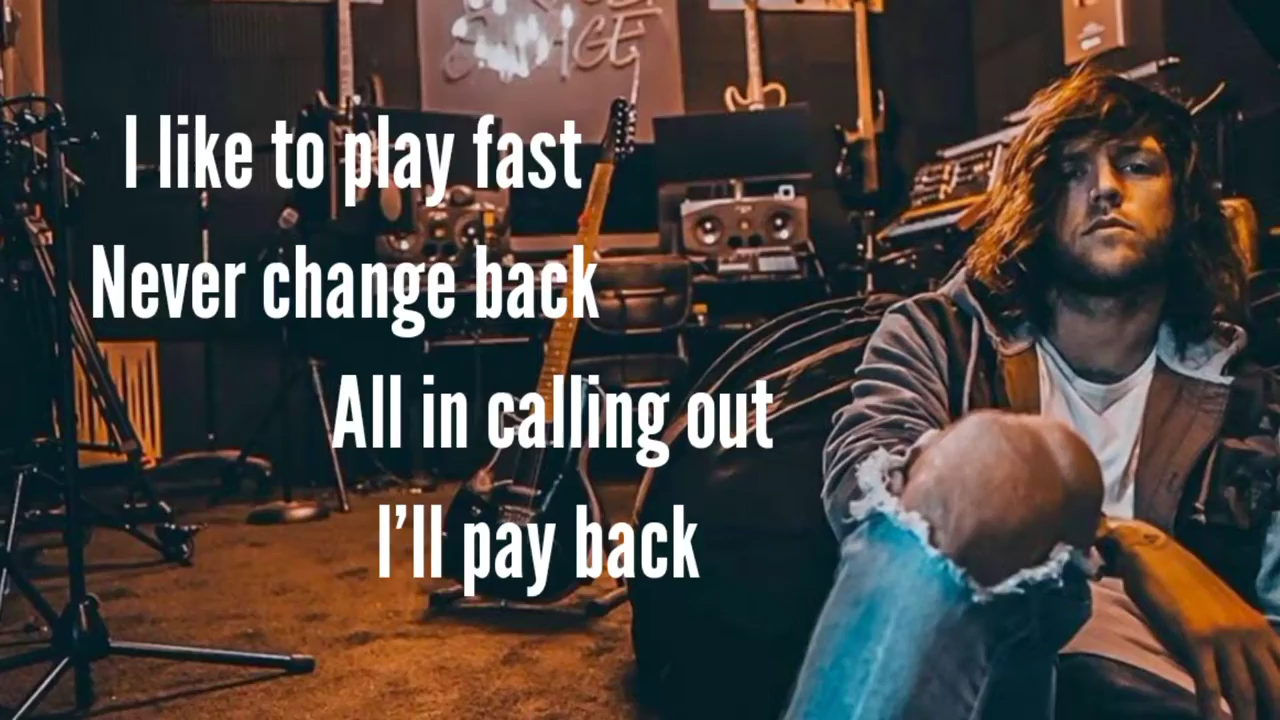 I like to play fast
Never change back
All in calling out
I'll pay back